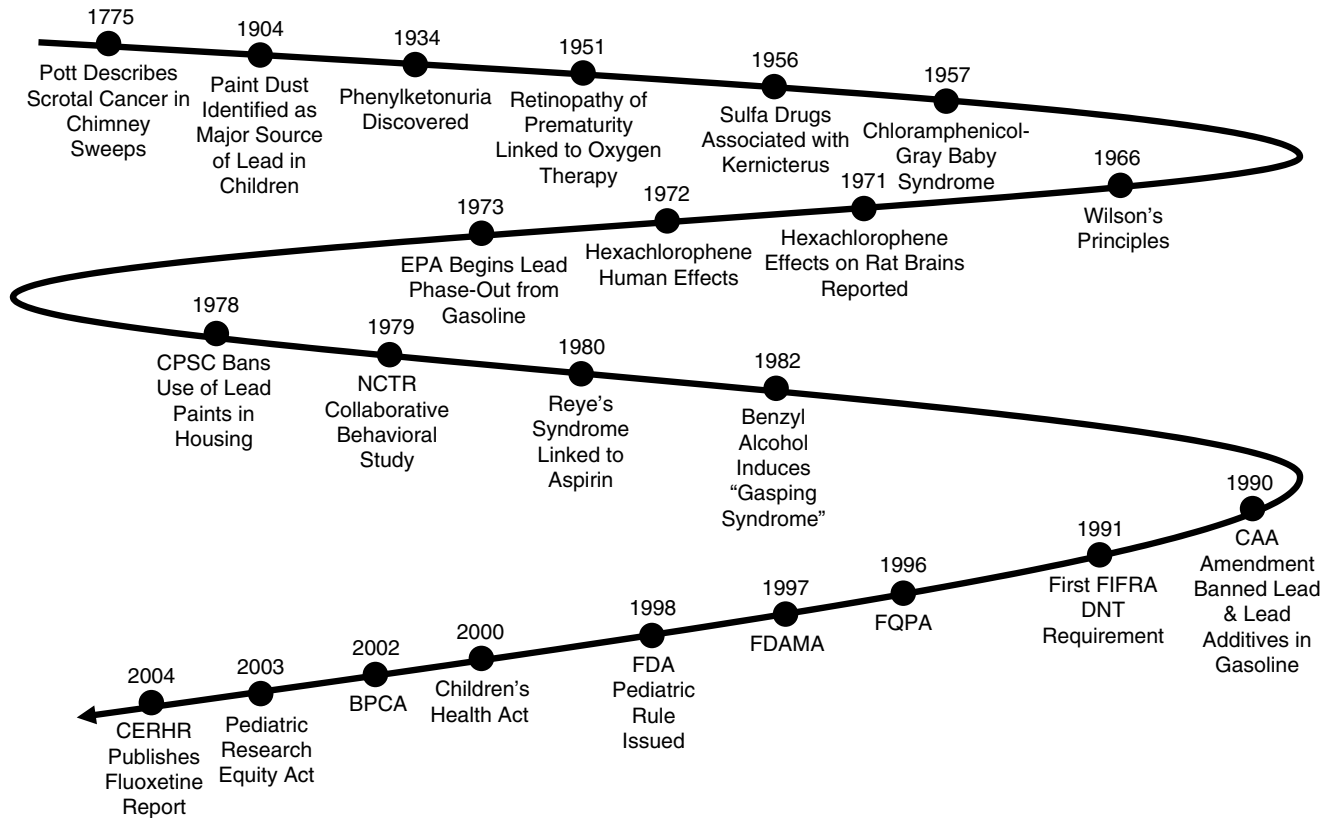 1775
Pott Describes
Scrotal Cancer in
Chimney
Sweeps
1904
Paint Dust
Identified as
Major Source
of Lead in
Children
1934
Phenylketonuria
Discovered
1951
Retinopathy of
Prematurity
Linked to Oxygen
Therapy
1956
Sulfa Drugs
Associated with
Kernicterus
1957
Chloramphenicol-
Gray Baby
Syndrome
1966
Wilson’s
Principles
1971
Hexachlorophene
Effects on Rat Brains
Reported
1972
Hexachlorophene
Human Effects
1973
EPA Begins Lead
Phase-Out from
Gasoline
1978
CPSC Bans
Use of Lead
Paints in
Housing
1979
NCTR
Collaborative
Behavioral
Study
1980
Reye’s
Syndrome
Linked to
Aspirin
1982
Benzyl
Alcohol
Induces
“Gasping
Syndrome”
1990
CAA
Amendment
Banned Lead
& Lead
Additives in
Gasoline
1991
First FIFRA
DNT
Requirement
1996
FQPA
1997
FDAMA
1998
FDA
Pediatric
Rule
Issued
2000
Children’s
Health Act
2002
BPCA
2003
Pediatric
Research
Equity Act
2004
CERHR
Publishes
Fluoxetine
Report